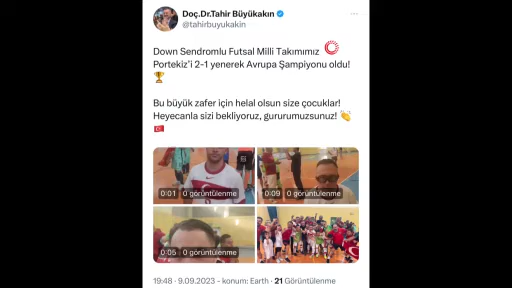 Doç.Dr.Tahir Büyükakın
@tahirbuyukakin
Down Sendromlu Futsal Milli Takımımız
Portekiz'i 2-1 yenerek Avrupa Şampiyonu oldu!
🏆
Bu büyük zafer için helal olsun size çocuklar!
Heyecanla sizi bekliyoruz, gururumuzsunuz! 👏
🇹🇷
0:01 0 görüntülenme
0:09 0 görüntülenme
0:05 0 görüntülenme
19:48 · 9.09.2023 - konum: Earth · 21 Görüntülenme